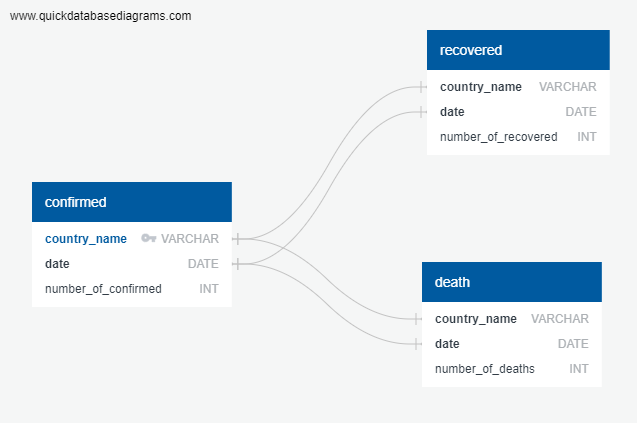 www.quickdatabasediagrams.com
recovered
country_name VARCHAR
date DATE
number_of_recovered INT
confirmed
country_name VARCHAR
date DATE
number_of_confirmed INT
death
country_name VARCHAR
date DATE
number_of_deaths INT